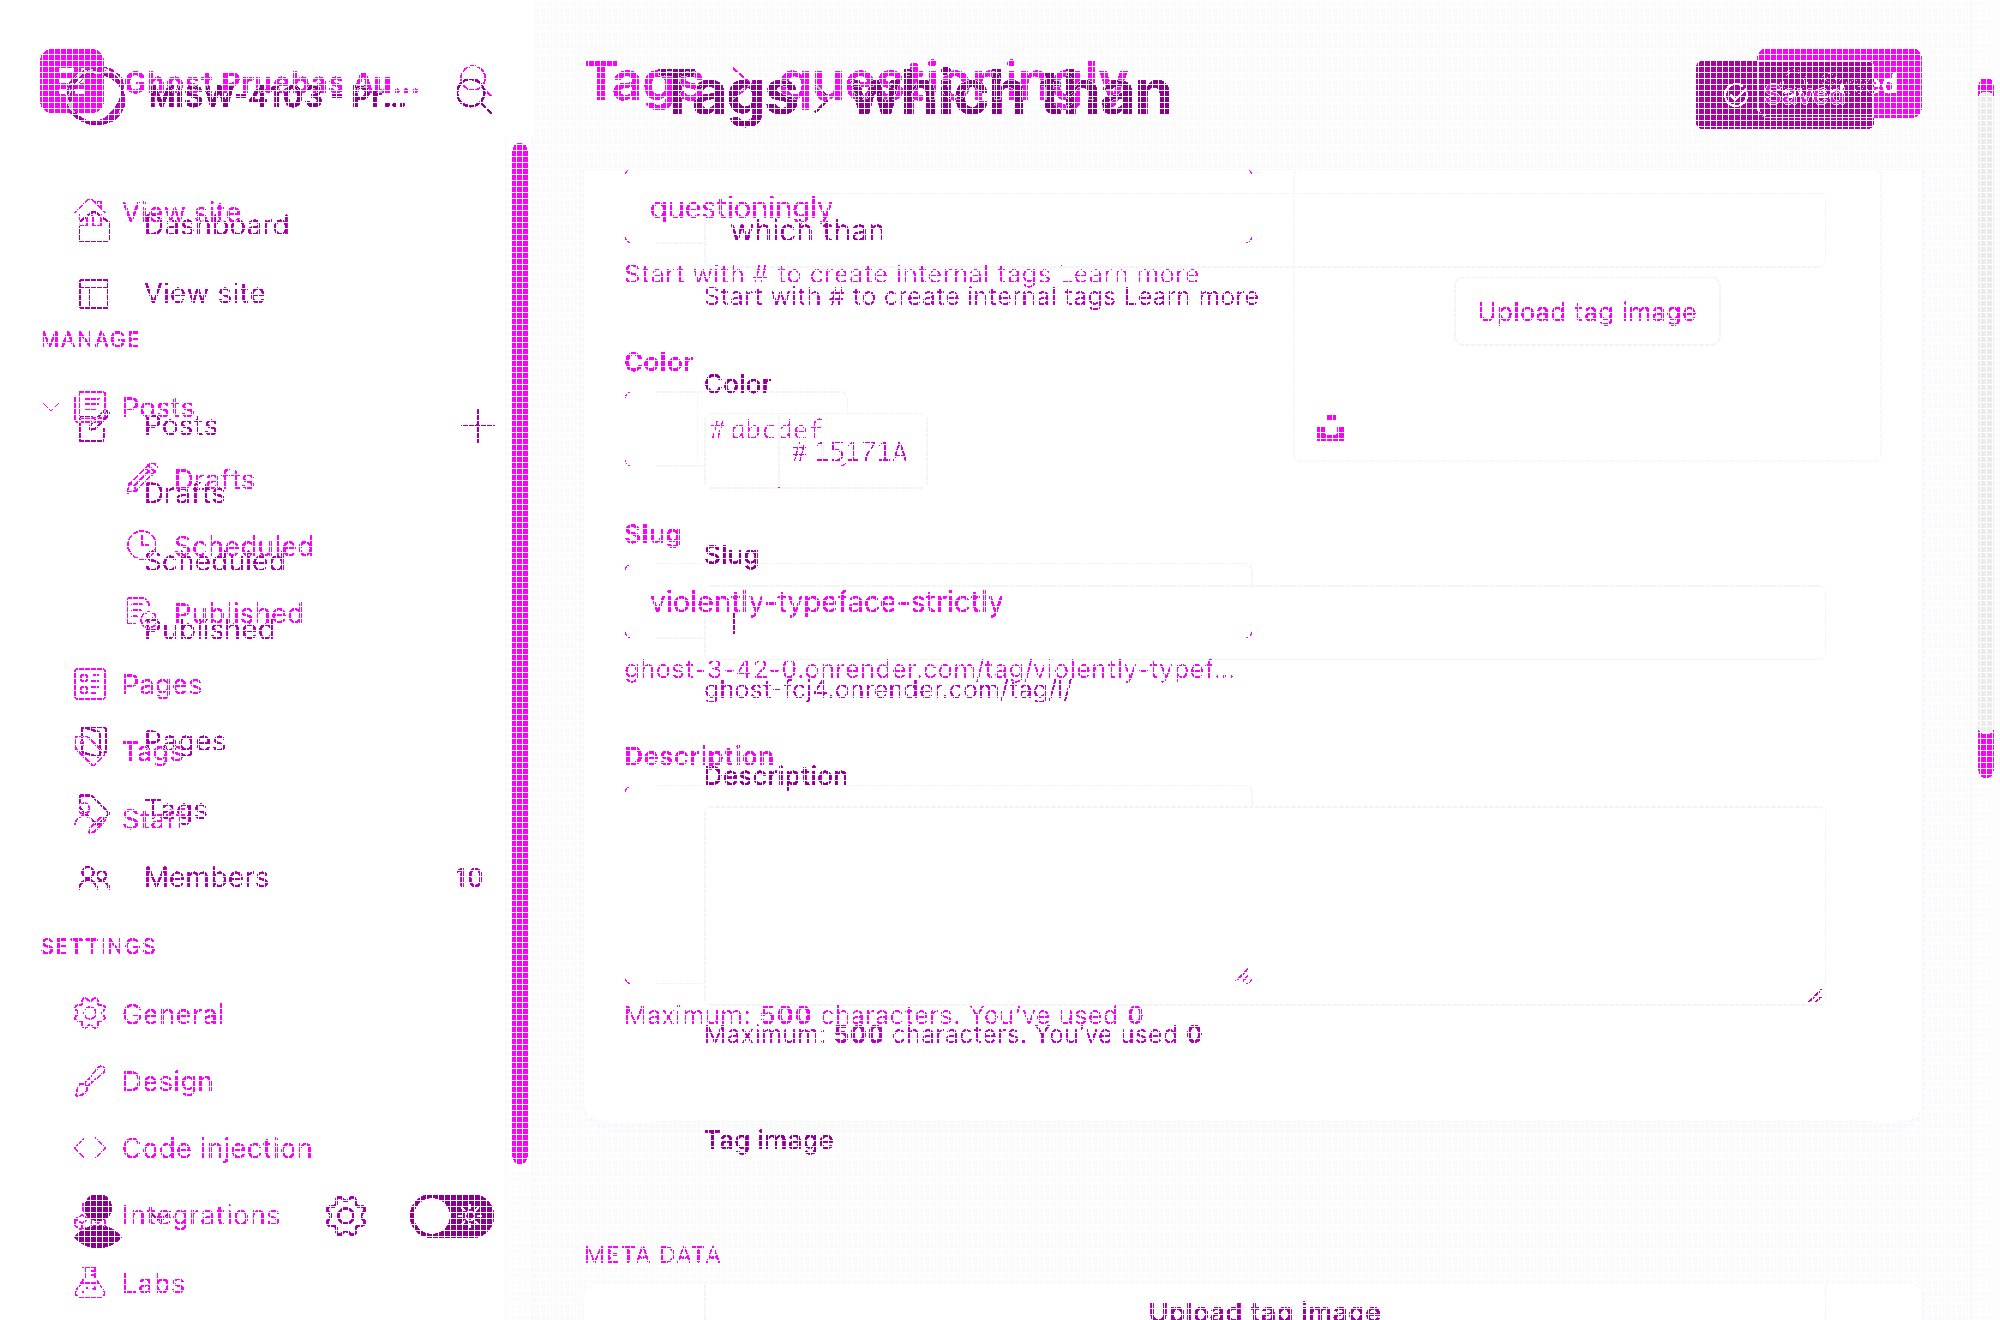 Ghost Pruebas Au...
MSW-4103 - Pr...
Tags > questioningly
Tags > which than
Saved
View site
Dashboard
questioningly
which than
Start with # to create internal tags Learn more
Start with # to create internal tags Learn more
View site
Upload tag image
MANAGE
Color
Color
Posts
Posts
# abcdef
# 15171A
Drafts
Drafts
Slug
Scheduled
Slug
Scheduled
violently-typeface-strictly
Published
Published
ghost-3-42-0.onrender.com/tag/violently-typef...
Pages
ghost-fcj4.onrender.com/tag/l/
Pages
Tags
Description
Description
Tags
Staff
Members 10
SETTINGS
General
Maximum: 500 characters. You've used 0
Maximum: 500 characters. You've used 0
Design
Code injection
Tag image
Integrations
META DATA
Labs
Upload tag image